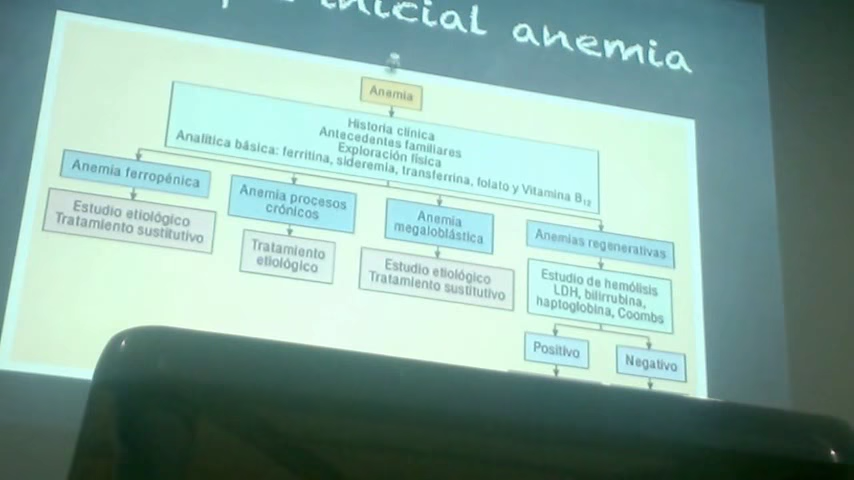 inicial anemia
Anemia
Historia clínica
Antecedentes familiares
Exploración física
Analítica básica: ferritina, sideremia, transferrina, folato y Vitamina B12
Anemia ferropénica
Estudio etiológico
Tratamiento sustitutivo
Anemia procesos
crónicos
Tratamiento
etiológico
Anemia
megaloblástica
Estudio etiológico
Tratamiento sustitutivo
Anemias regenerativas
Estudio de hemólisis
LDH, bilirrubina,
haptoglobina, Coombs
Positivo
Negativo